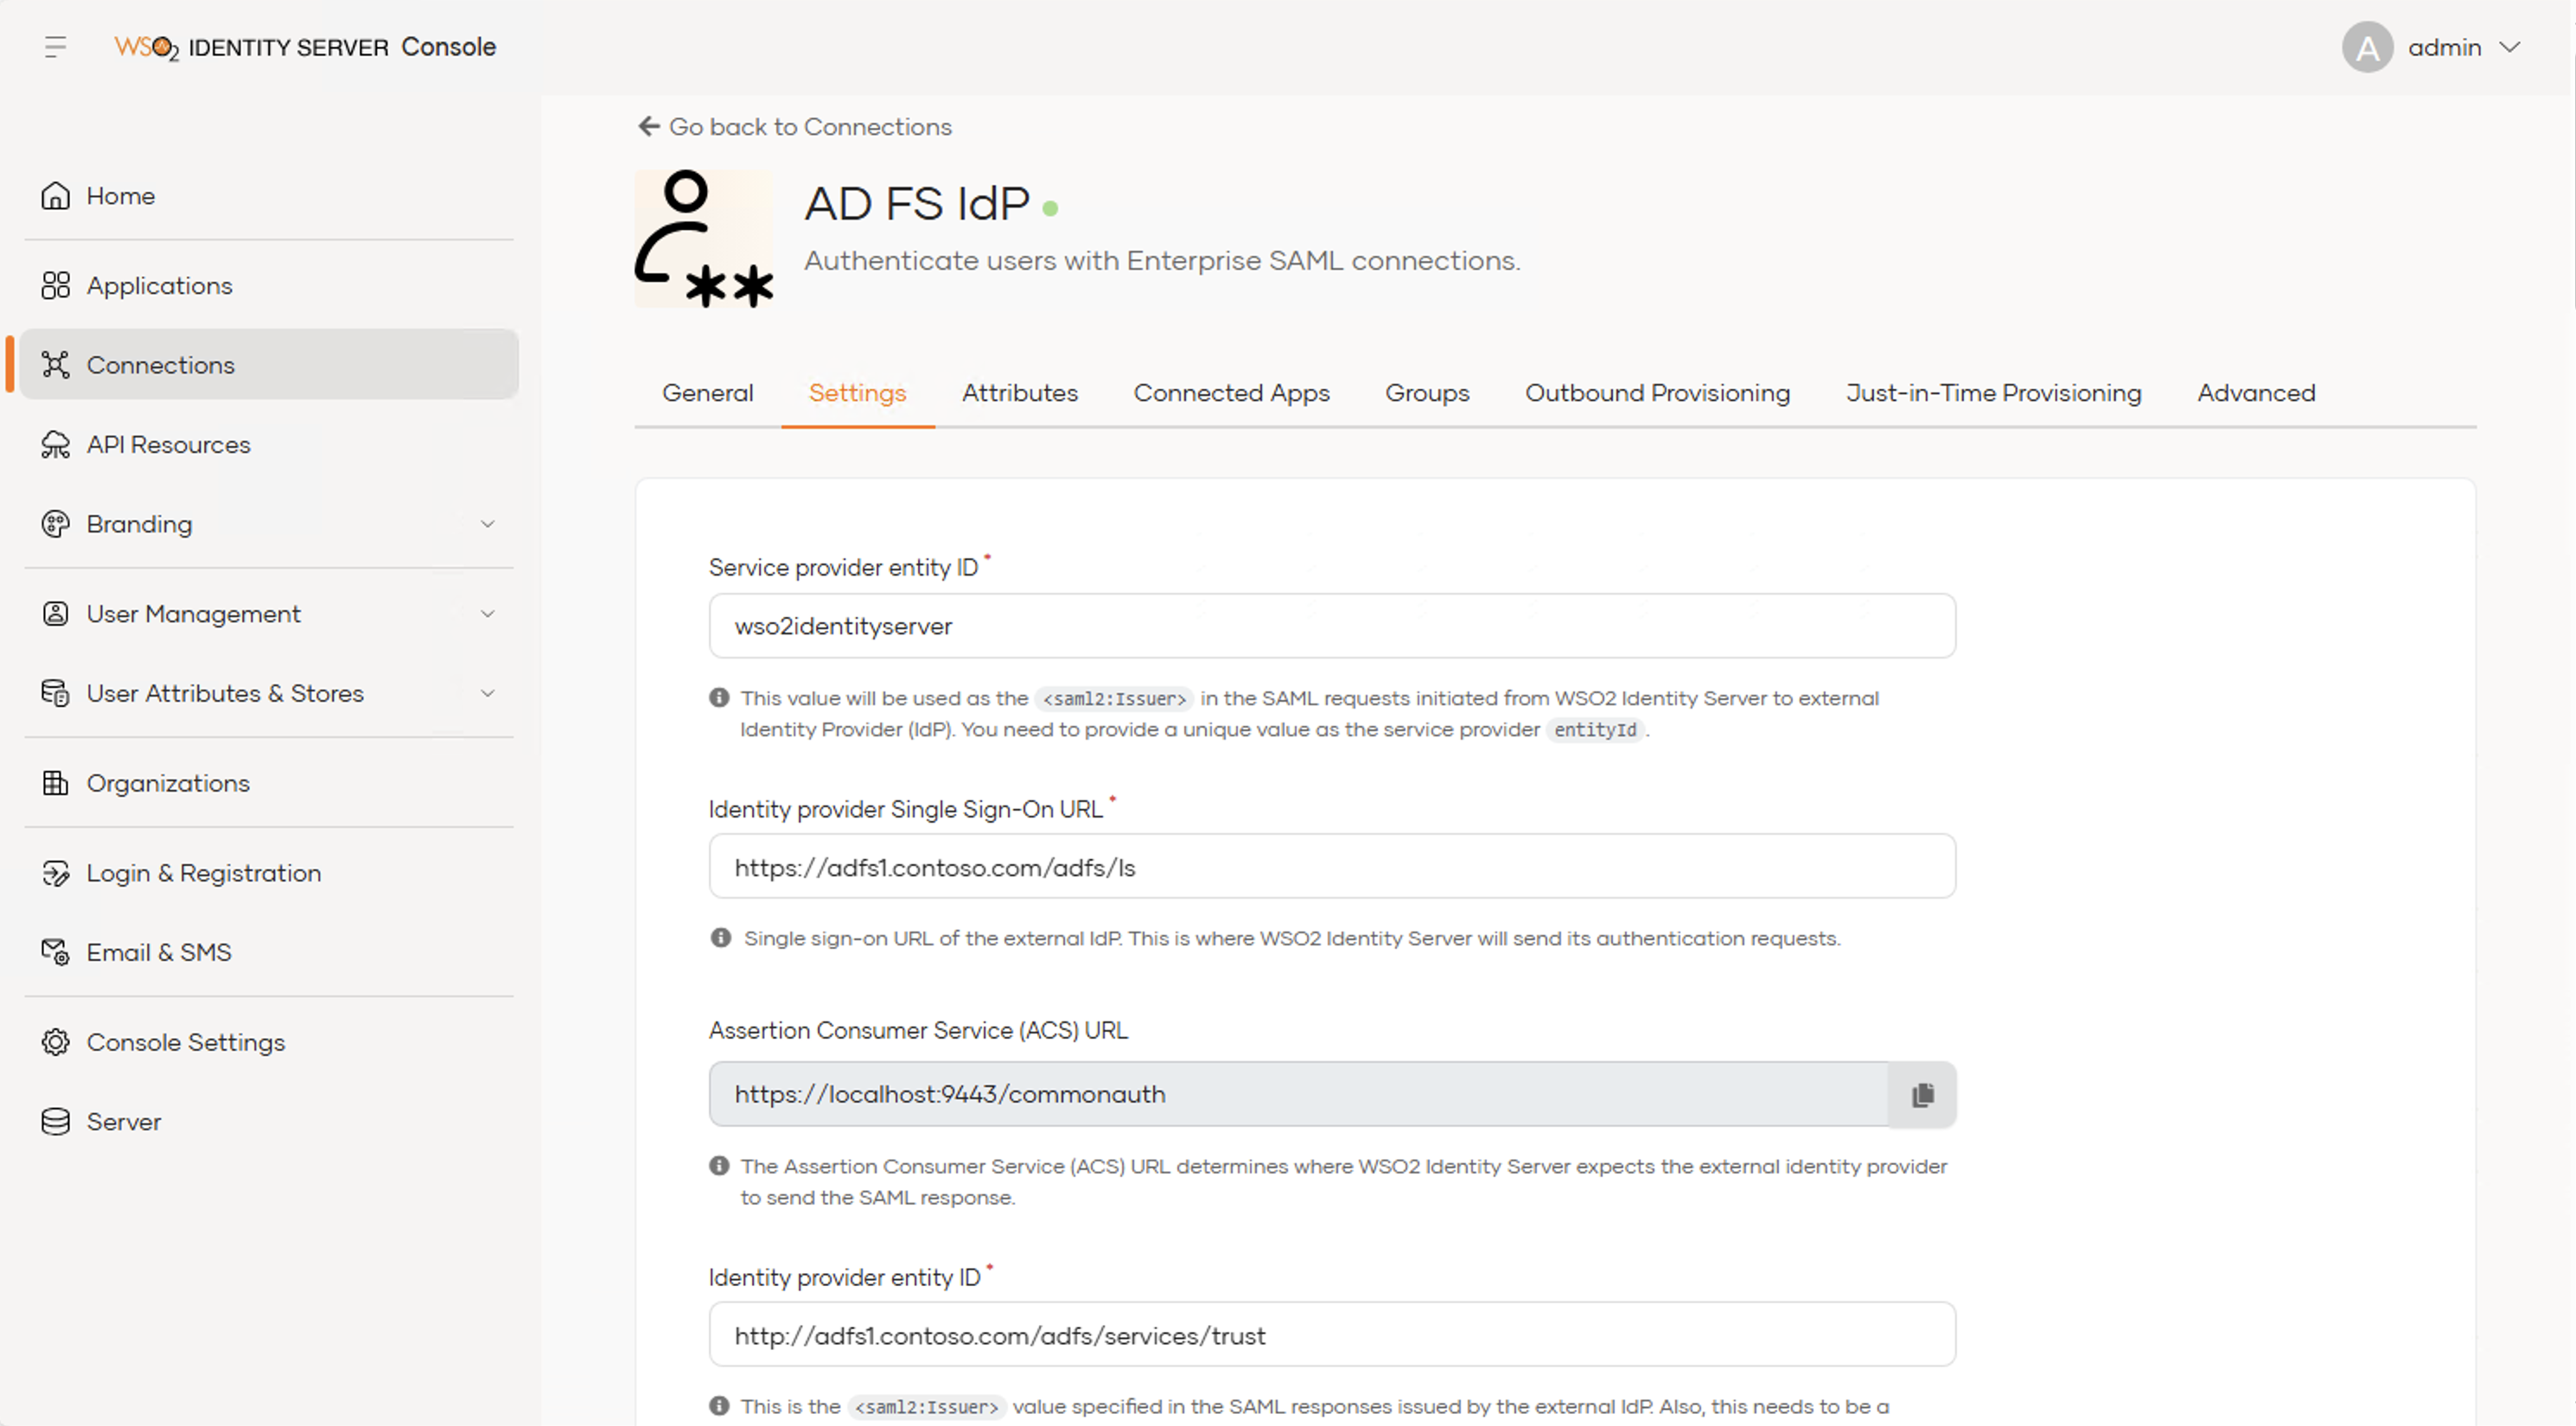 WSO2 IDENTITY SERVER Console
A admin
Home
Applications
Connections
API Resources
Branding
User Management
User Attributes & Stores
Organizations
Login & Registration
Email & SMS
Console Settings
Server
Go back to Connections
AD FS IdP
Authenticate users with Enterprise SAML connections.
General Settings Attributes Connected Apps Groups Outbound Provisioning Just-in-Time Provisioning Advanced
Service provider entity ID *
wso2identityserver
This value will be used as the <saml2:Issuer> in the SAML requests initiated from WSO2 Identity Server to external
Identity Provider (IdP). You need to provide a unique value as the service provider entityId.
Identity provider Single Sign-On URL *
https://adfs1.contoso.com/adfs/ls
Single sign-on URL of the external IdP. This is where WSO2 Identity Server will send its authentication requests.
Assertion Consumer Service (ACS) URL
https://localhost:9443/commonauth
The Assertion Consumer Service (ACS) URL determines where WSO2 Identity Server expects the external identity provider
to send the SAML response.
Identity provider entity ID *
http://adfs1.contoso.com/adfs/services/trust
This is the <saml2:Issuer> value specified in the SAML responses issued by the external IdP. Also, this needs to be a